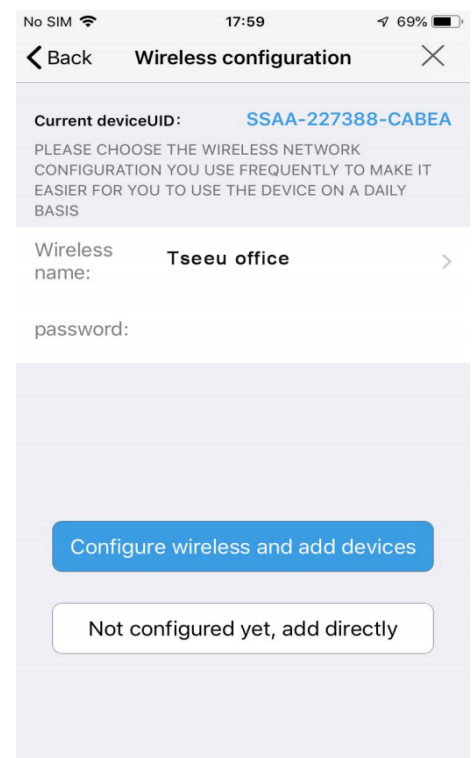 No SIM 17:59 69%
Back Wireless configuration
Current deviceUID: SSAA-227388-CABEA
PLEASE CHOOSE THE WIRELESS NETWORK
CONFIGURATION YOU USE FREQUENTLY TO MAKE IT
EASIER FOR YOU TO USE THE DEVICE ON A DAILY
BASIS
Wireless
name: Tseeu office
password:
Configure wireless and add devices
Not configured yet, add directly